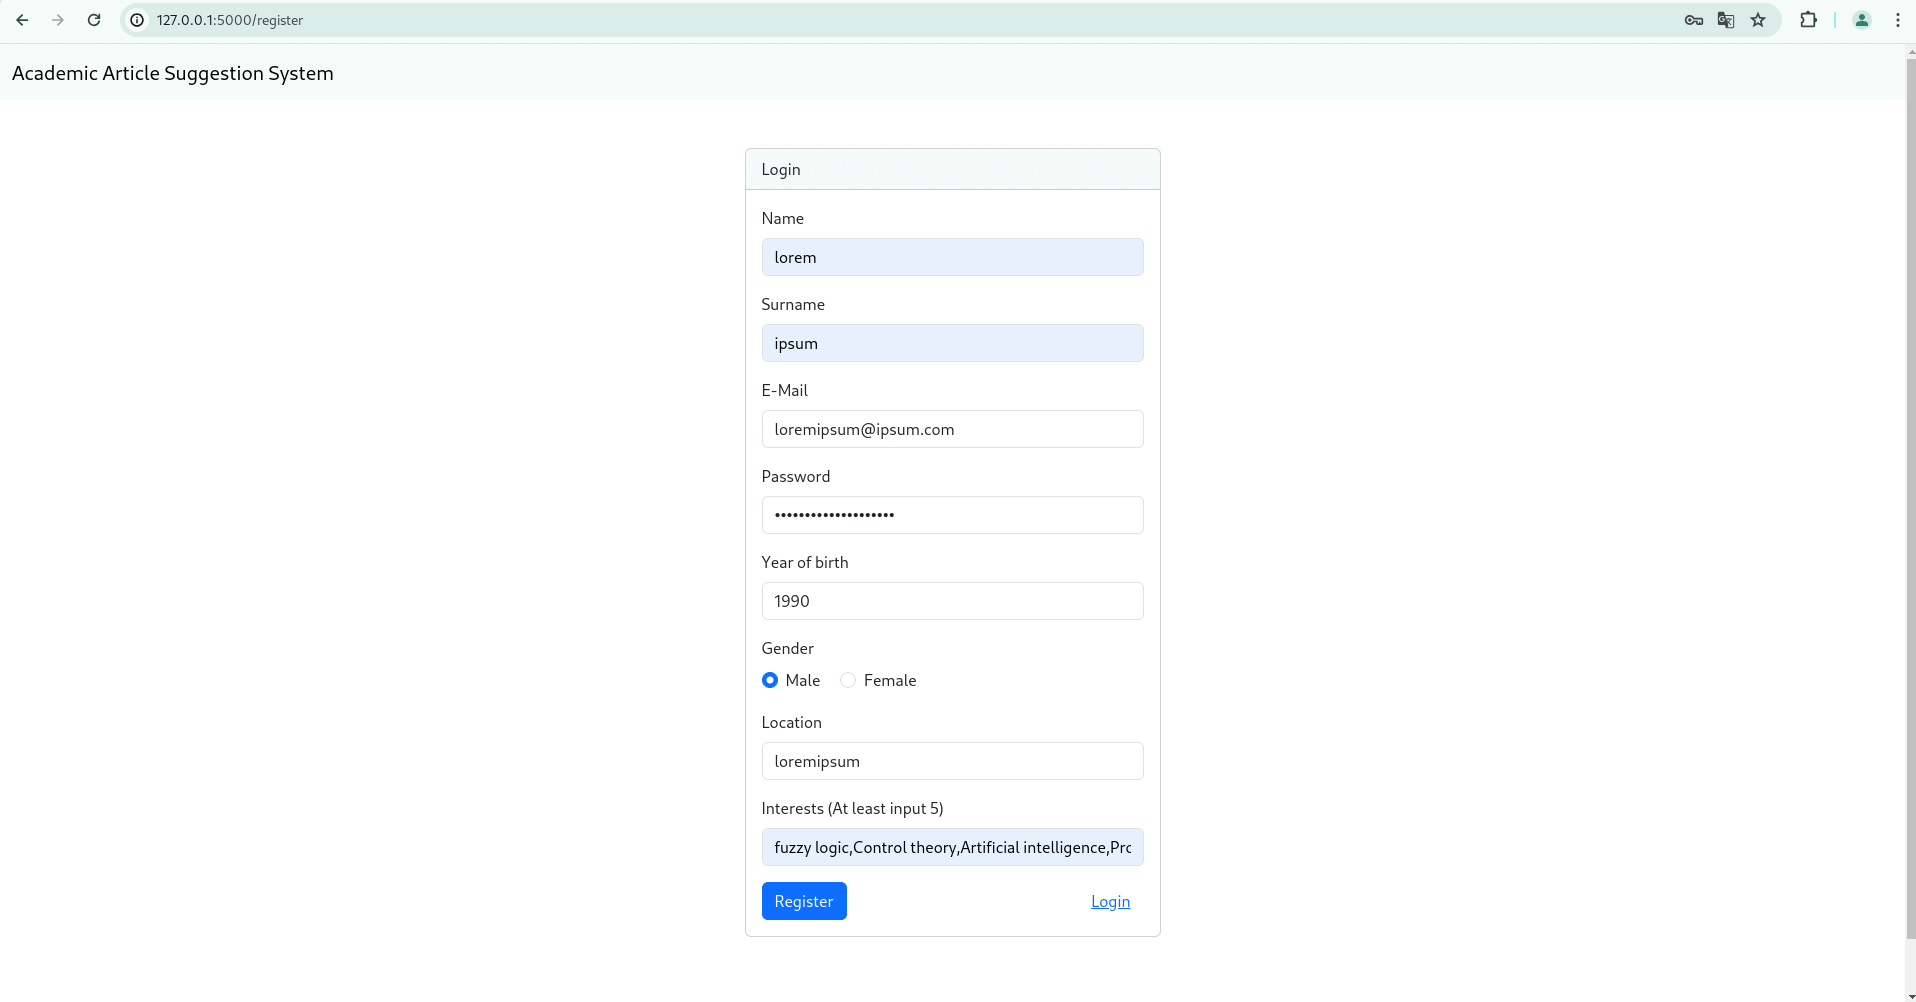 127.0.0.1:5000/register
Academic Article Suggestion System
Login
Name
lorem
Surname
ipsum
E-Mail
loremipsum@ipsum.com
Password
••••••••••••••••••••
Year of birth
1990
Gender
Male Female
Location
loremipsum
Interests (At least input 5)
fuzzy logic,Control theory,Artificial intelligence,Pro
Register Login